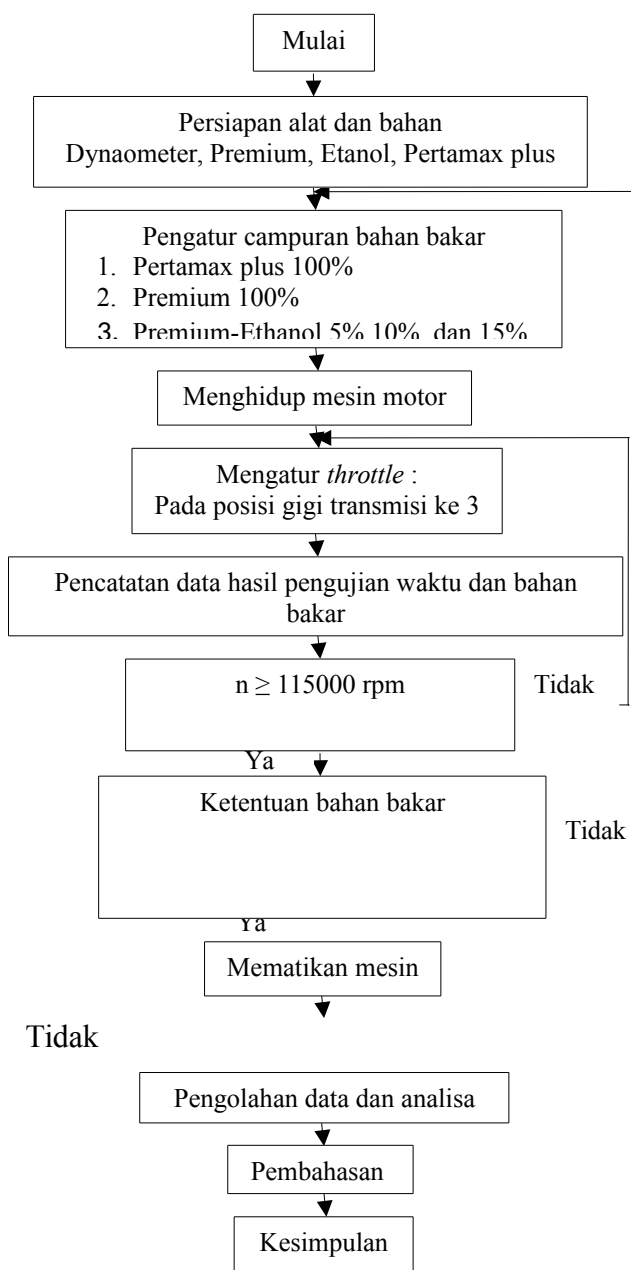 Mulai
Persiapan alat dan bahan
Dynaometer, Premium, Etanol, Pertamax plus
Pengatur campuran bahan bakar
1. Pertamax plus 100%
2. Premium 100%
3. Premium-Ethanol 5% 10% dan 15%
Menghidup mesin motor
Mengatur throttle :
Pada posisi gigi transmisi ke 3
Pencatatan data hasil pengujian waktu dan bahan
bakar
n ≥ 115000 rpm
Tidak
Ya
Ketentuan bahan bakar
Tidak
Ya
Mematikan mesin
Tidak
Pengolahan data dan analisa
Pembahasan
Kesimpulan